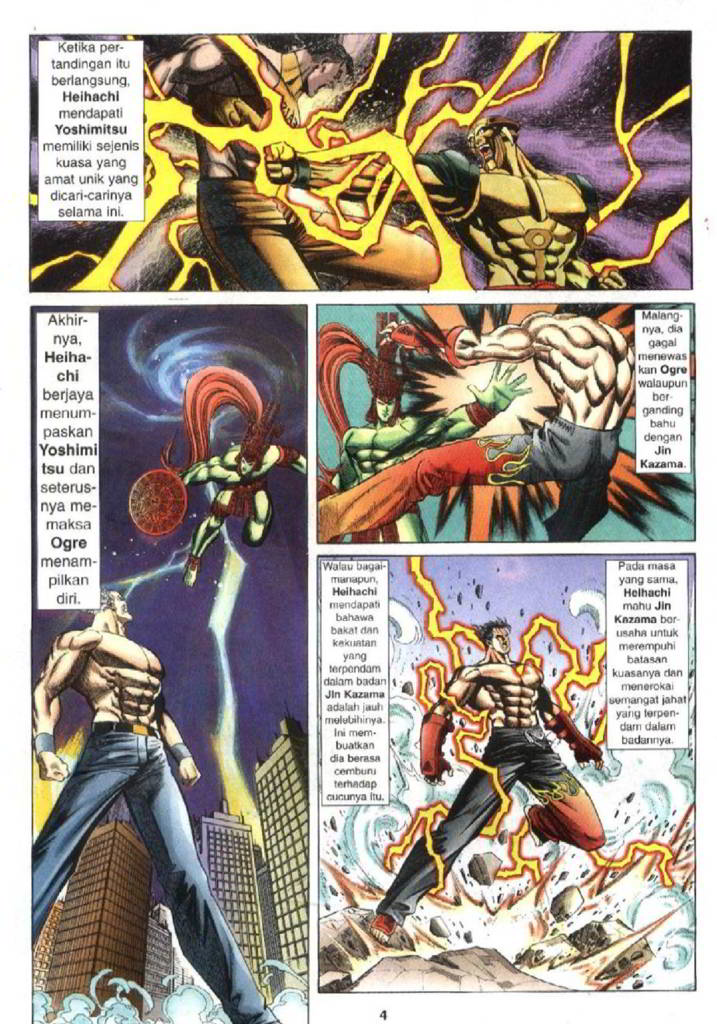 Ketika per-
tandingan itu
berlangsung,
Heihachi
mendapati
Yoshimitsu
memiliki sejenis
kuasa yang
amat unik yang
dicari-carinya
selama ini.
Akhir-
nya,
Heiha-
chi
berjaya
menum-
paskan
Yoshimi
tsu dan
seterus-
nya me-
maksa
Ogre
menam-
pilkan
diri.
Malang-
nya, dia
gagal
menewas
kan Ogre
walaupun
ber-
ganding
bahu
dengan
Jin
Kazama.
Walau bagai-
manapun,
Heihachi
mendapati
bahawa
bakat dan
kekuatan
yang
terpendam
dalam badan
Jin Kazama
adalah jauh
melebihinya.
Ini mem-
buatkan
dia berasa
cemburu
terhadap
cucunya itu.
Pada masa
yang sama,
Heihachi
mahu Jin
Kazama ber-
usaha untuk
merempuhi
batasan
kuasanya dan
menerokai
semangat jahat
yang terpen-
dam dalam
badannya.
4